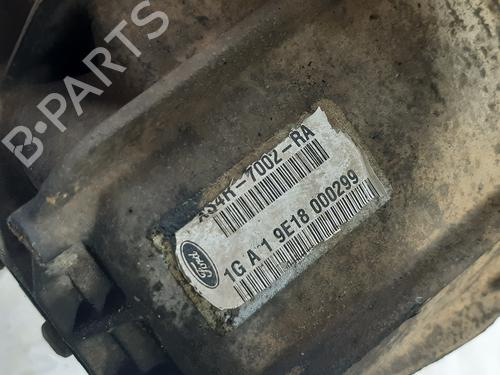 B-PARTS
3S4R-7002-RA
Ford
1G A 1 9E18 000299